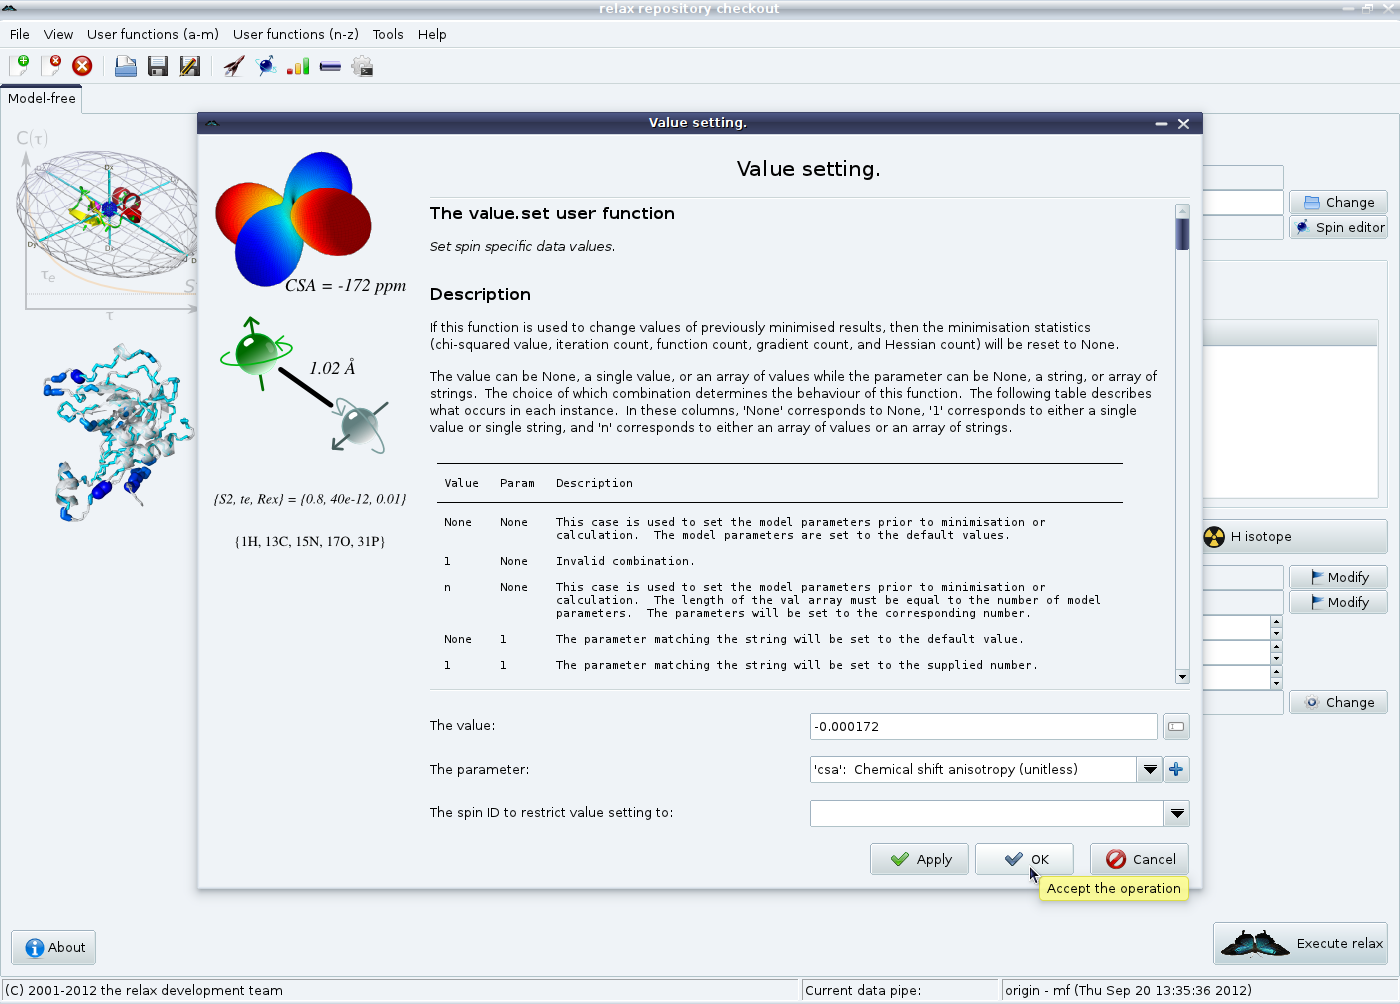 relax repository checkout
File View User functions (a-m) User functions (n-z) Tools Help
Model-free
C(τ)
τe
τ
Value setting.
Value setting.
CSA = -172 ppm
1.02 Å
{S2, te, Rex} = {0.8, 40e-12, 0.01}
{1H, 13C, 15N, 17O, 31P}
The value.set user function
Set spin specific data values.
Description
If this function is used to change values of previously minimised results, then the minimisation statistics
(chi-squared value, iteration count, function count, gradient count, and Hessian count) will be reset to None.
The value can be None, a single value, or an array of values while the parameter can be None, a string, or array of
strings.  The choice of which combination determines the behaviour of this function.  The following table describes
what occurs in each instance.  In these columns, 'None' corresponds to None, '1' corresponds to either a single
value or single string, and 'n' corresponds to either an array of values or an array of strings.
Value Param Description
None None This case is used to set the model parameters prior to minimisation or
calculation.  The model parameters are set to the default values.
1 None Invalid combination.
n None This case is used to set the model parameters prior to minimisation or
calculation.  The length of the val array must be equal to the number of model
parameters.  The parameters will be set to the corresponding number.
None 1 The parameter matching the string will be set to the default value.
1 1 The parameter matching the string will be set to the supplied number.
The value: -0.000172
The parameter: 'csa':  Chemical shift anisotropy (unitless)
The spin ID to restrict value setting to:
Apply OK Cancel
Accept the operation
Change
Spin editor
H isotope
Modify
Modify
Change
About
Execute relax
(C) 2001-2012 the relax development team Current data pipe: origin - mf (Thu Sep 20 13:35:36 2012)